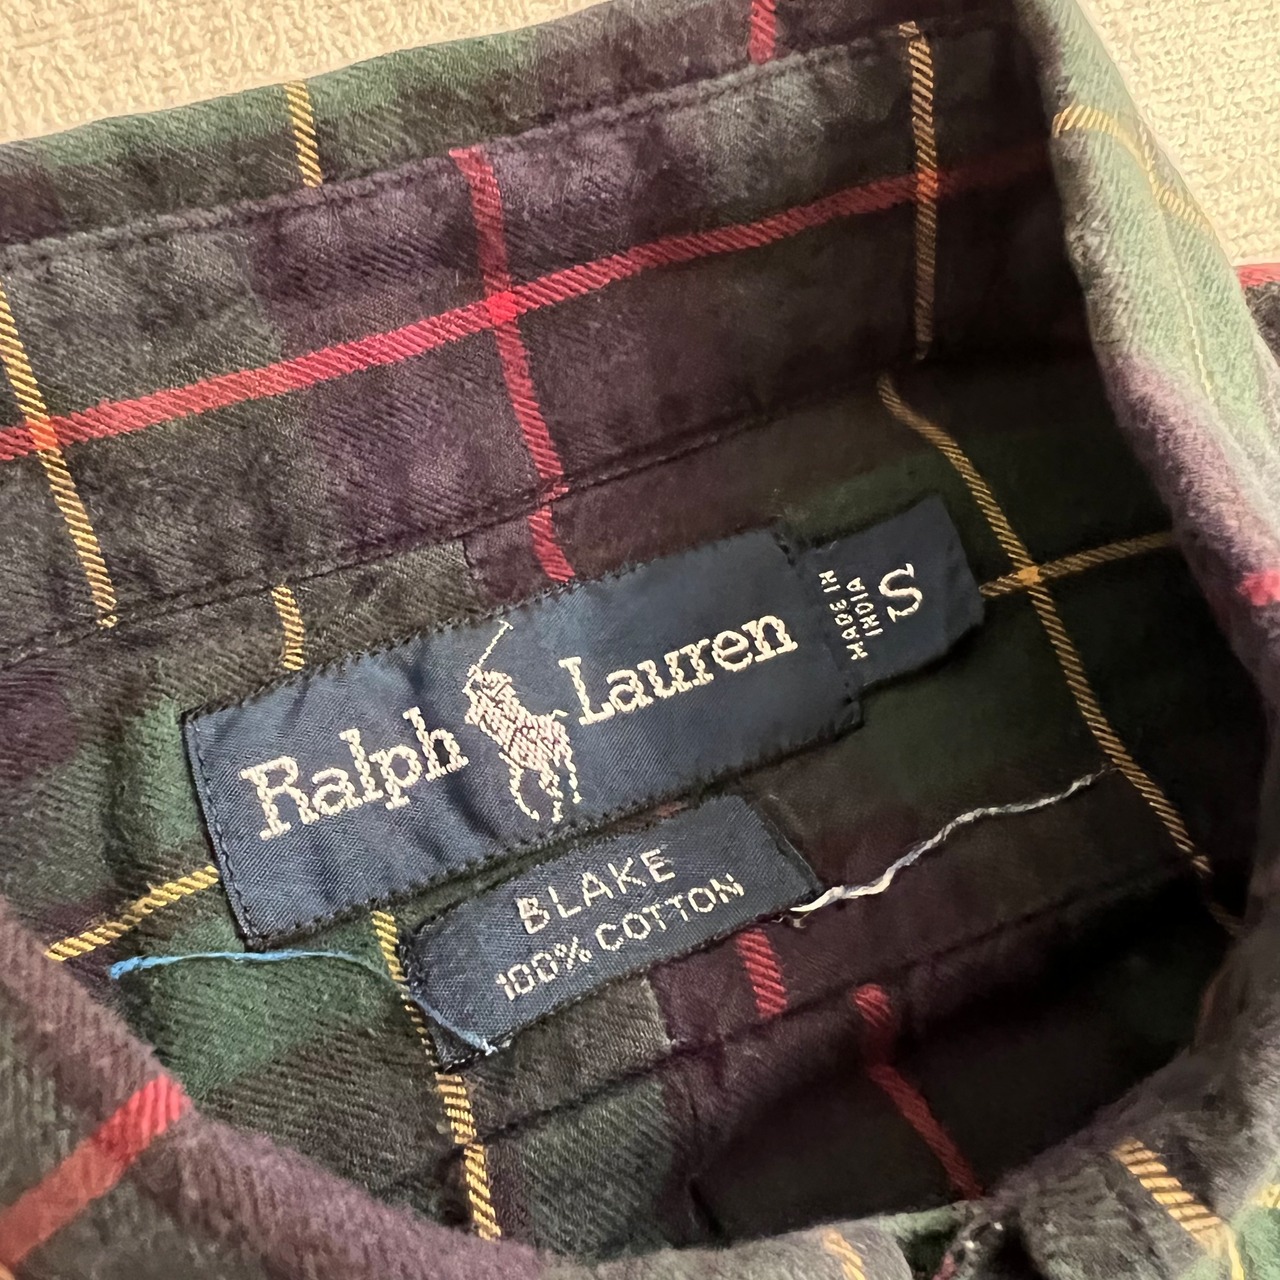 Ralph Lauren
S
MADE IN
INDIA
BLAKE
100% COTTON